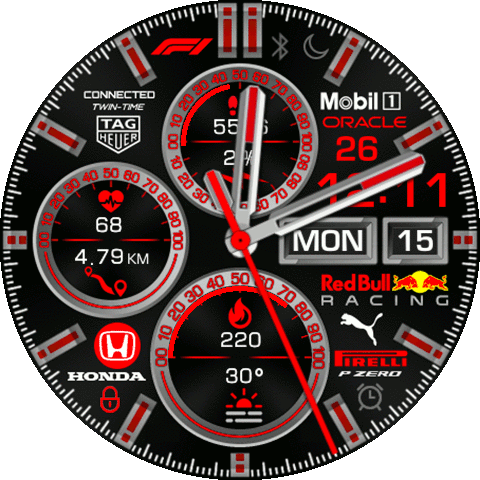 F1
CONNECTED
TWIN-TIME
TAG
HEUER
Mobil 1
ORACLE
26
12:11
68
4.79 KM
MON 15
Red Bull
RACING
220
30°
HONDA
PIRELLI
P ZERO